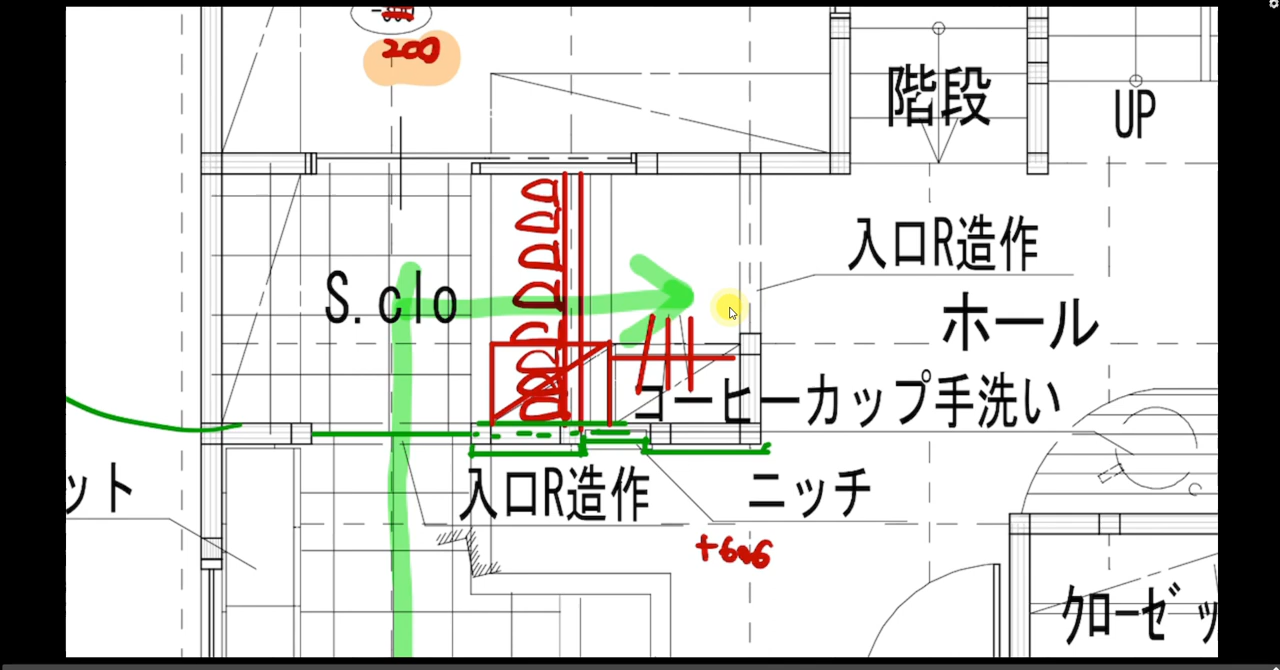 200
階段
UP
入口R造作
S.clo
ホール
コーヒーカップ手洗い
入口R造作
ニッチ
ット
+606
クローゼッ